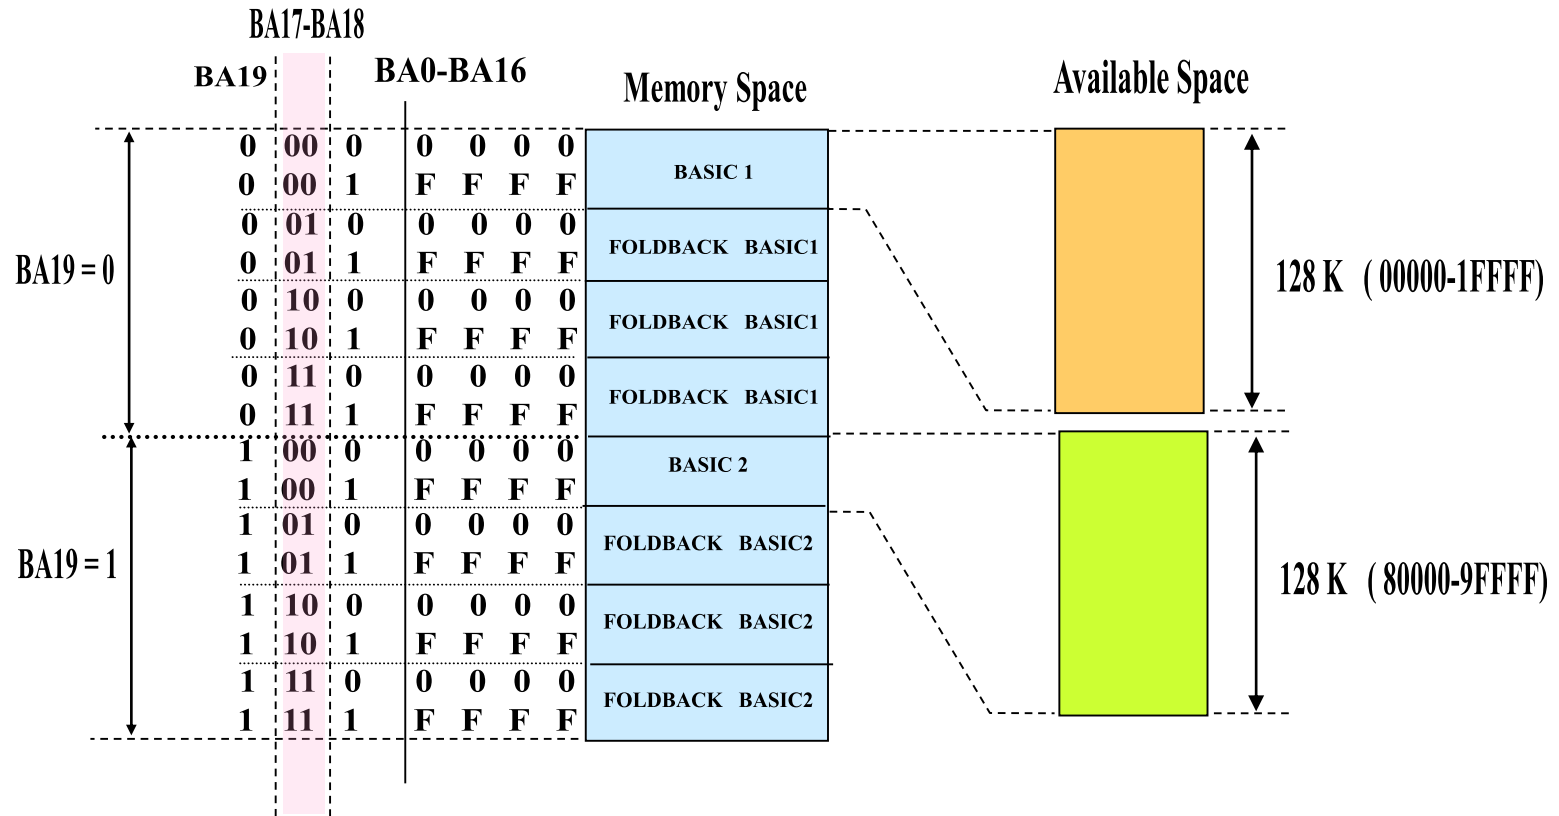 BA17-BA18
BA19
BA0-BA16
Memory Space
Available Space
0 00 0 0 0 0 0
0 00 1 F F F F
BASIC 1
0 01 0 0 0 0 0
0 01 1 F F F F
FOLDBACK BASIC1
BA19 = 0
128 K ( 00000-1FFFF)
0 10 0 0 0 0 0
0 10 1 F F F F
FOLDBACK BASIC1
0 11 0 0 0 0 0
0 11 1 F F F F
FOLDBACK BASIC1
1 00 0 0 0 0 0
1 00 1 F F F F
BASIC 2
1 01 0 0 0 0 0
1 01 1 F F F F
FOLDBACK BASIC2
BA19 = 1
128 K ( 80000-9FFFF)
1 10 0 0 0 0 0
1 10 1 F F F F
FOLDBACK BASIC2
1 11 0 0 0 0 0
1 11 1 F F F F
FOLDBACK BASIC2